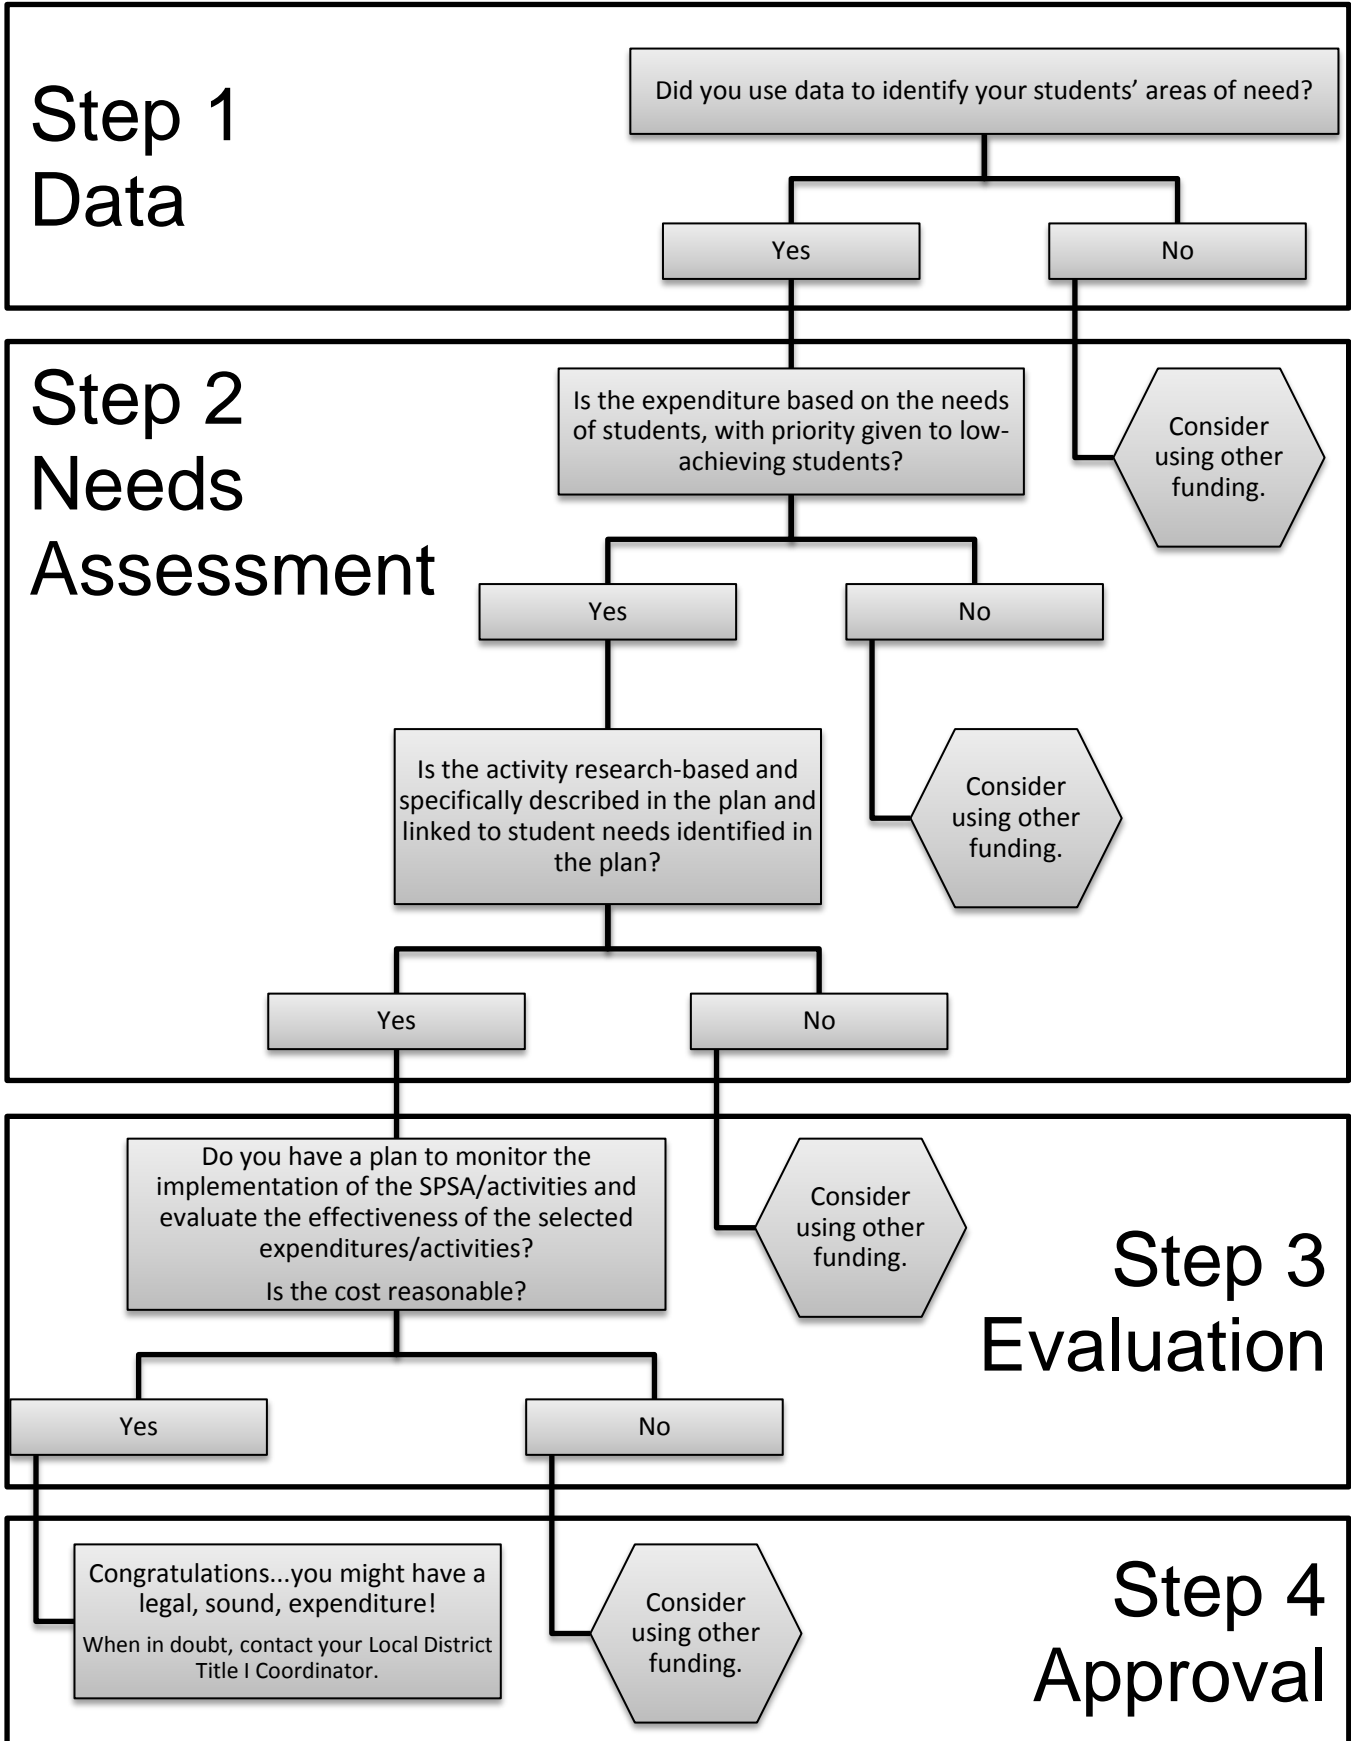 Step 1
Data
Did you use data to identify your students’ areas of need?
Yes
No
Step 2
Needs
Assessment
Is the expenditure based on the needs
of students, with priority given to low-
achieving students?
Consider
using other
funding.
Yes
No
Is the activity research-based and
specifically described in the plan and
linked to student needs identified in
the plan?
Consider
using other
funding.
Yes
No
Do you have a plan to monitor the
implementation of the SPSA/activities and
evaluate the effectiveness of the selected
expenditures/activities?
Is the cost reasonable?
Consider
using other
funding.
Step 3
Evaluation
Yes
No
Congratulations...you might have a
legal, sound, expenditure!
When in doubt, contact your Local District
Title I Coordinator.
Consider
using other
funding.
Step 4
Approval